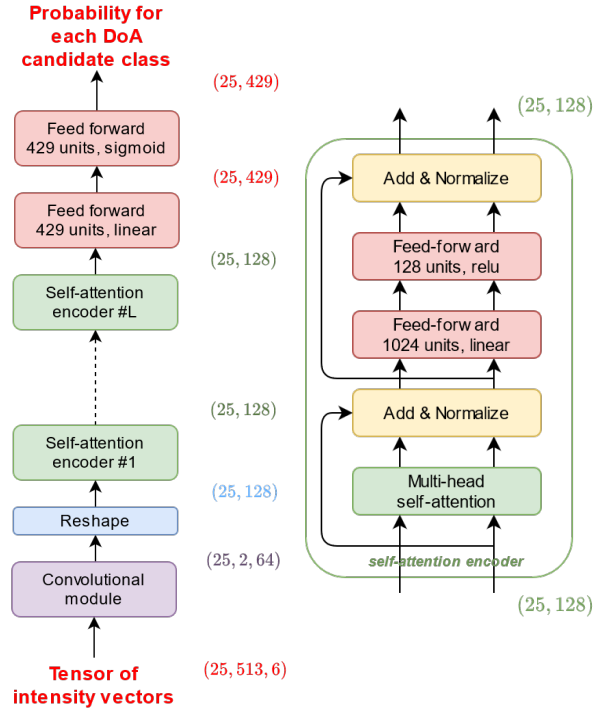 Probability for
each DoA
candidate class
(25, 429)
Feed forward
429 units, sigmoid
(25, 429)
Feed forward
429 units, linear
(25, 128)
Self-attention
encoder #L
(25, 128)
Self-attention
encoder #1
(25, 128)
Reshape
(25, 2, 64)
Convolutional
module
(25, 513, 6)
Tensor of
intensity vectors
(25, 128)
Add & Normalize
Feed-forward
128 units, relu
Feed-forward
1024 units, linear
Add & Normalize
Multi-head
self-attention
self-attention encoder
(25, 128)